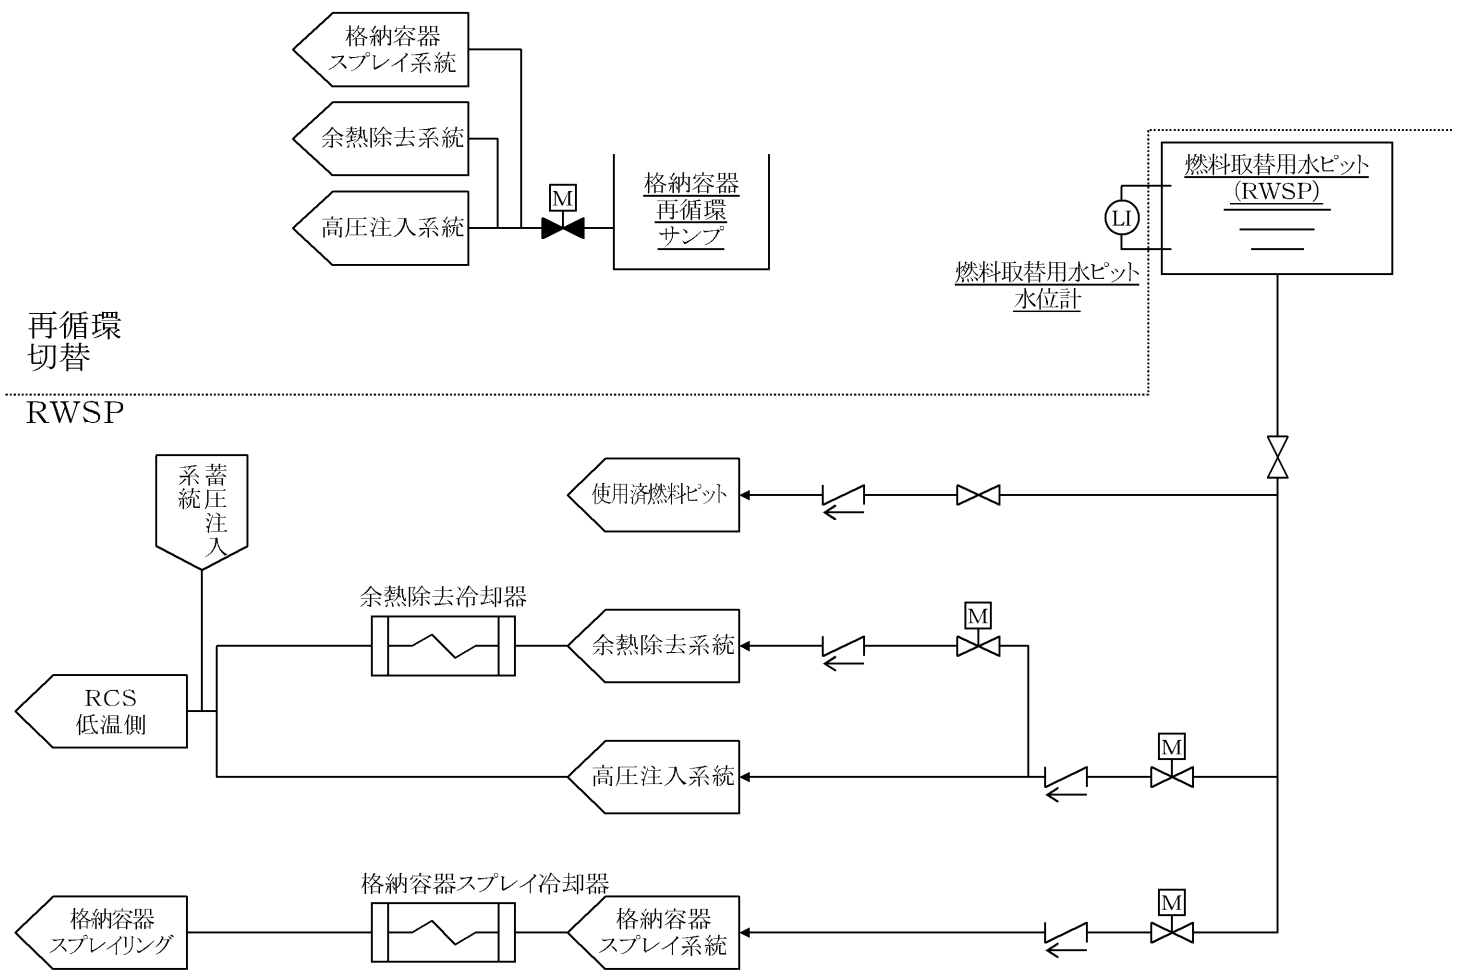 格納容器
スプレイ系統
余熱除去系統
高圧注入系統
M
格納容器
再循環
サンプ
燃料取替用水ピット
(RWSP)
LI
燃料取替用水ピット
水位計
再循環
切替
RWSP
蓄圧注入
系統
使用済燃料ピット
余熱除去冷却器
余熱除去系統
M
RCS
低温側
高圧注入系統
M
格納容器スプレイ冷却器
格納容器
スプレイリング
格納容器
スプレイ系統
M